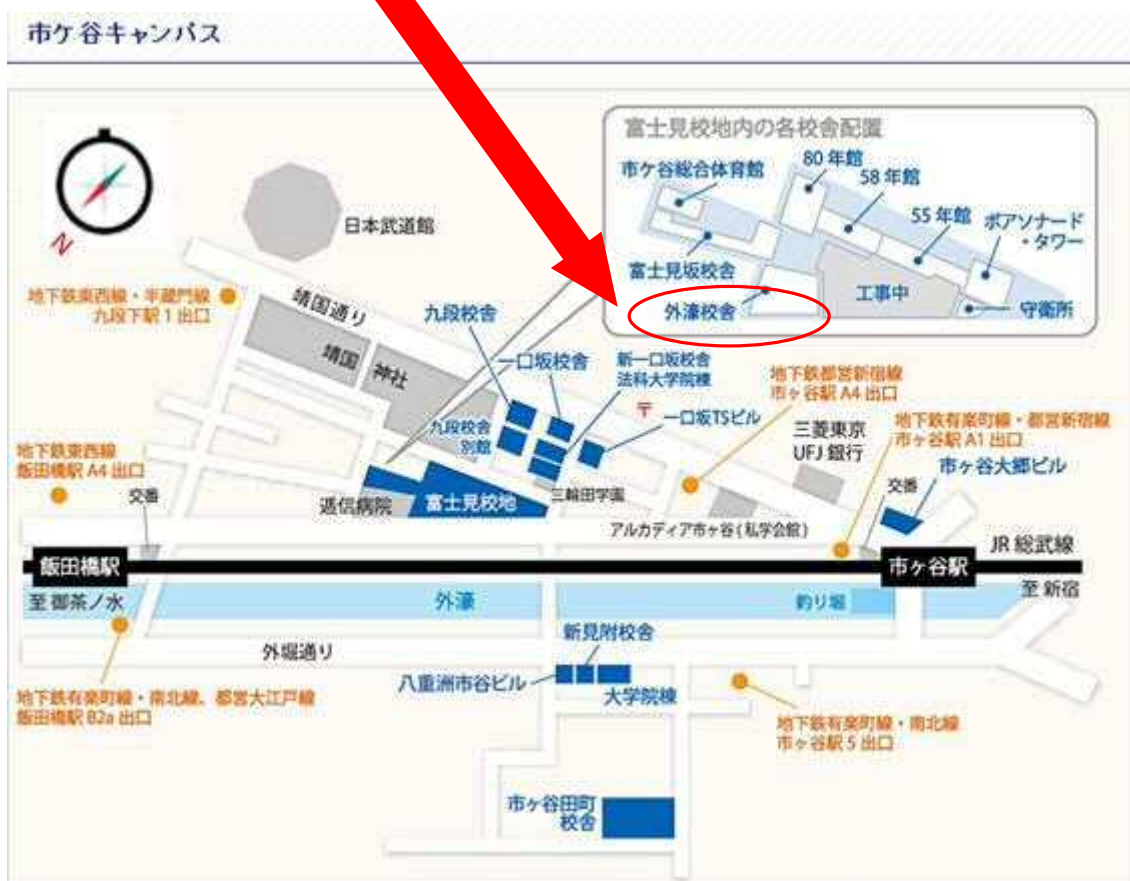 市ケ谷キャンパス
N
富士見校地内の各校舎配置
市ケ谷総合体育館
80年館
58年館
55年館
ボアソナード
・タワー
富士見坂校舎
外濠校舎
工事中
守衛所
日本武道館
地下鉄東西線・半蔵門線
九段下駅1出口
靖国通り
靖国
神社
九段校舎
一口坂校舎
新一口坂校舎
法科大学院棟
〒
一口坂TSビル
地下鉄都営新宿線
市ヶ谷駅A4出口
三菱東京
UFJ銀行
地下鉄有楽町線・都営新宿線
市ヶ谷駅A1出口
市ヶ谷大郷ビル
交番
九段校舎
別館
地下鉄東西線
飯田橋駅A4出口
交番
逓信病院
富士見校地
三輪田学園
アルカディア市ヶ谷(私学会館)
JR総武線
飯田橋駅
市ヶ谷駅
至御茶ノ水
外濠
釣り堀
至新宿
外堀通り
新見附校舎
八重洲市谷ビル
大学院棟
地下鉄有楽町線・南北線、都営大江戸線
飯田橋駅B2a出口
地下鉄有楽町線・南北線
市ヶ谷駅5出口
市ヶ谷田町
校舎